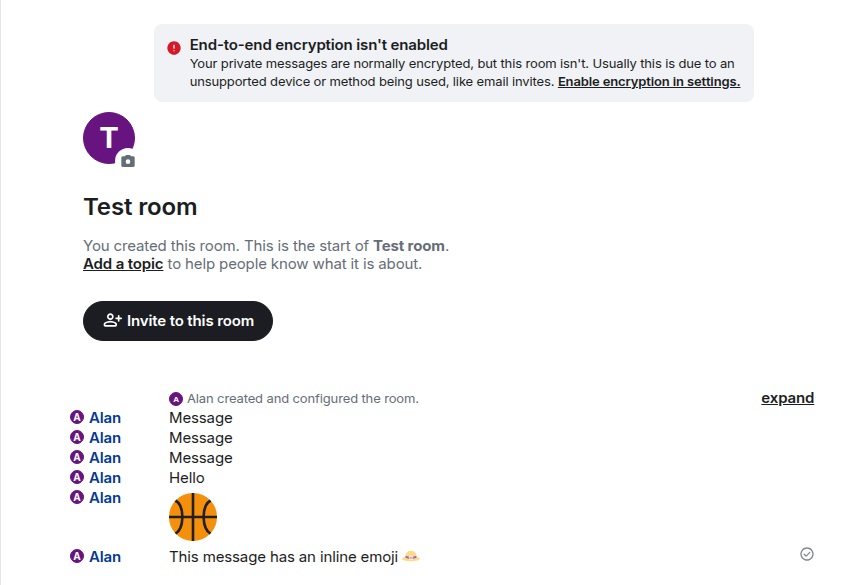 End-to-end encryption isn't enabled
Your private messages are normally encrypted, but this room isn't. Usually this is due to an
unsupported device or method being used, like email invites. Enable encryption in settings.
T
Test room
You created this room. This is the start of Test room.
Add a topic to help people know what it is about.
Invite to this room
A Alan created and configured the room. expand
A Alan Message
A Alan Message
A Alan Message
A Alan Hello
A Alan
A Alan This message has an inline emoji